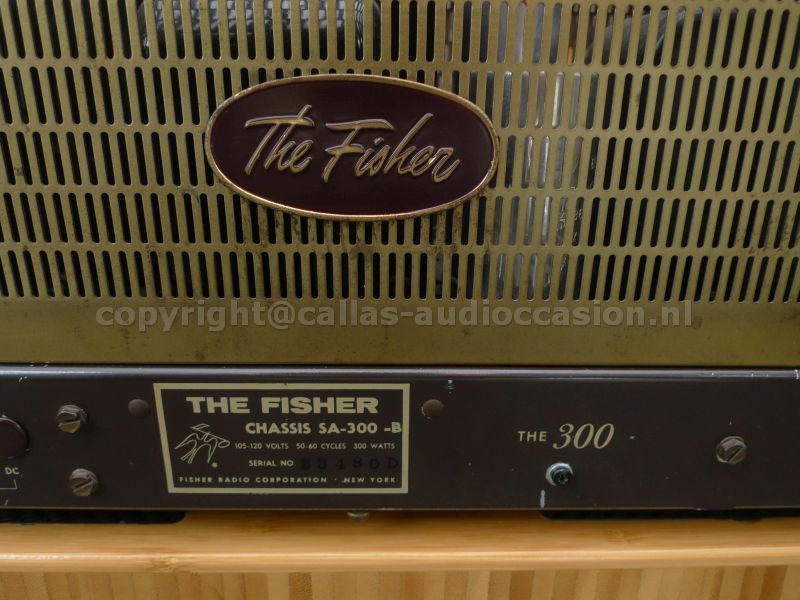 The Fisher
copyright@callas-audioccasion.nl
THE FISHER
CHASSIS SA-300 -B
105-120 VOLTS 50-60 CYCLES 300 WATTS
SERIAL NO 23480D
FISHER RADIO CORPORATION · NEW YORK
®
THE 300
DC